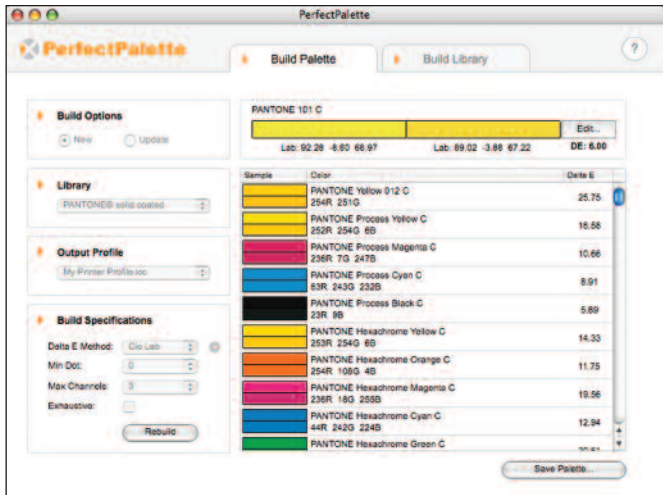 PerfectPalette
PerfectPalette
Build Palette
Build Library
?
Build Options
New
Update
Library
PANTONE® solid coated
Output Profile
My Printer Profile.icc
Build Specifications
Delta E Method:
Cie Lab
Min Dot:
0
Max Channels:
3
Exhaustive:
Rebuild
PANTONE 101 C
Edit...
Lab: 92.28 -8.60 66.97
Lab: 89.02 -3.88 67.22
DE: 6.00
Sample
Color
Delta E
PANTONE Yellow 012 C
254R 251G
25.75
PANTONE Process Yellow C
252R 254G 6B
16.58
PANTONE Process Magenta C
236R 7G 247B
10.66
PANTONE Process Cyan C
63R 243G 232B
8.91
PANTONE Process Black C
23R 9B
5.89
PANTONE Hexachrome Yellow C
253R 254G 6B
14.33
PANTONE Hexachrome Orange C
254R 108G 4B
11.75
PANTONE Hexachrome Magenta C
236R 18G 255B
19.56
PANTONE Hexachrome Cyan C
44R 242G 224B
12.94
PANTONE Hexachrome Green C
Save Palette...